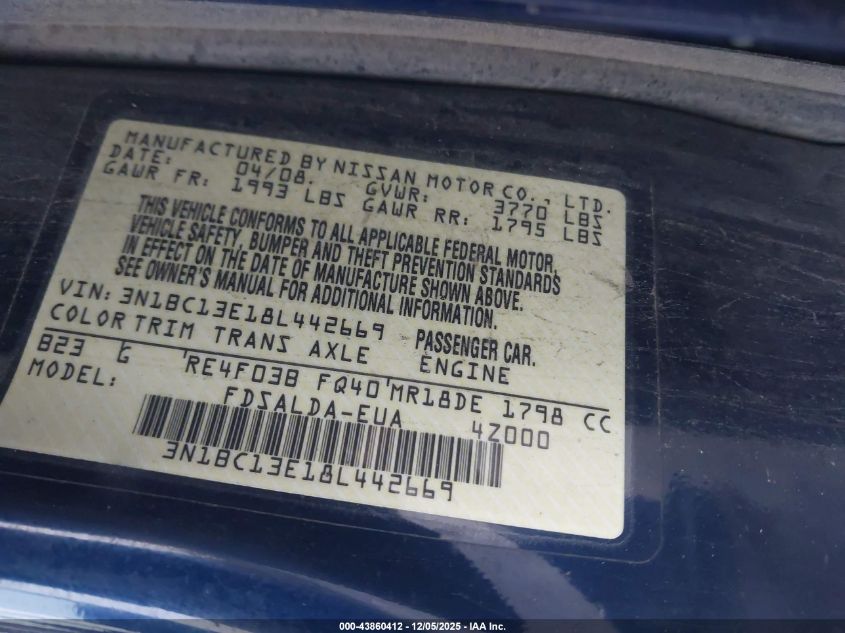 MANUFACTURED BY NISSAN MOTOR CO., LTD.
DATE: 04/08. GVWR: 3770 LBS
GAWR FR: 1993 LBS GAWR RR: 1795 LBS
THIS VEHICLE CONFORMS TO ALL APPLICABLE FEDERAL MOTOR
VEHICLE SAFETY, BUMPER AND THEFT PREVENTION STANDARDS
IN EFFECT ON THE DATE OF MANUFACTURE SHOWN ABOVE.
SEE OWNER'S MANUAL FOR ADDITIONAL INFORMATION.
VIN: 3N1BC13E18L442669 PASSENGER CAR.
COLOR TRIM TRANS AXLE ENGINE
B23 G 'RE4F03B FQ40'MR18DE 1798 CC
MODEL: FDSALDA-EUA 4Z000
3N1BC13E18L442669
000-43860412 - 12/05/2025 - IAA Inc.